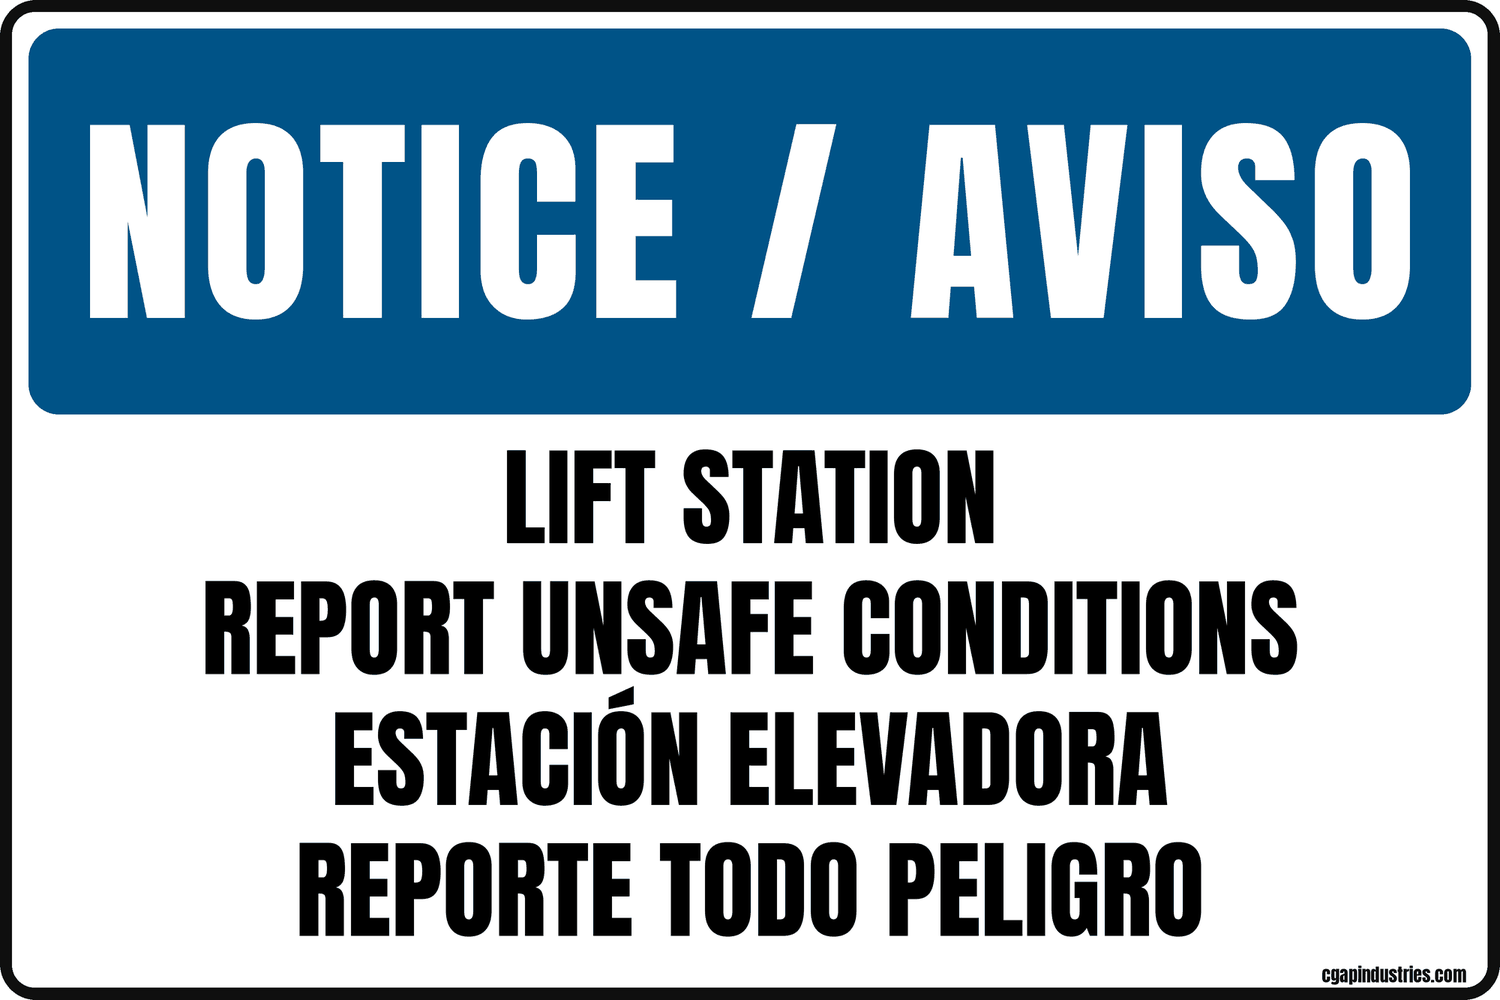 NOTICE / AVISO
LIFT STATION
REPORT UNSAFE CONDITIONS
ESTACIÓN ELEVADORA
REPORTE TODO PELIGRO
cgapindustries.com